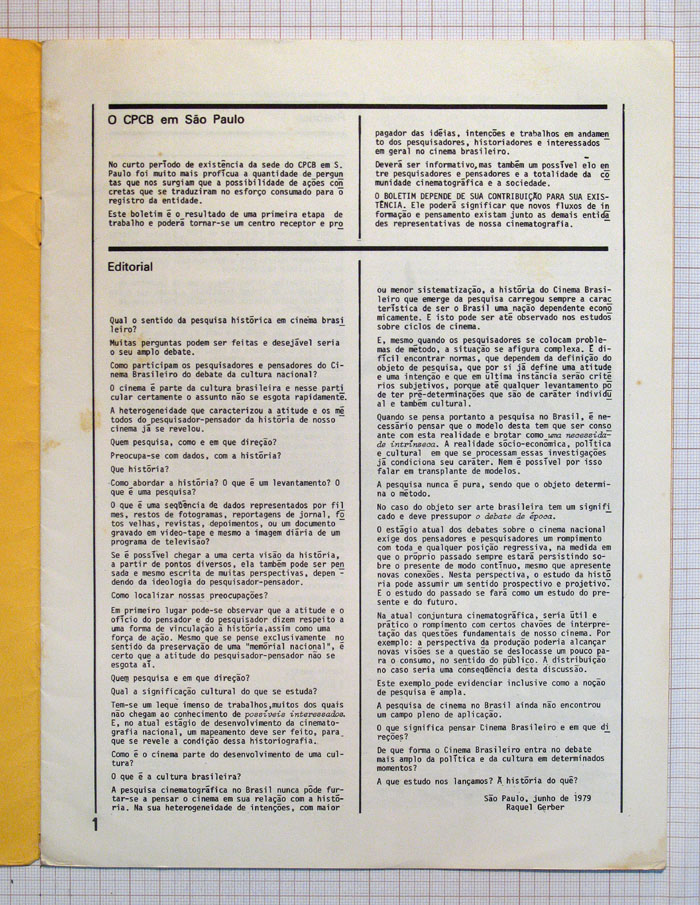 O CPCB em São Paulo
No curto período de existência da sede do CPCB em S.
Paulo foi muito mais profícua a quantidade de pergun
tas que nos surgiam que a possibilidade de ações con
cretas que se traduziram no esforço consumado para o
registro da entidade.
Este boletim é o resultado de uma primeira etapa de
trabalho e poderá tornar-se um centro receptor e pro
pagador das idéias, intenções e trabalhos em andamen
to dos pesquisadores, historiadores e interessados
em geral no cinema brasileiro.
Deverá ser informativo,mas também um possível elo en
tre pesquisadores e pensadores e a totalidade da co
munidade cinematográfica e a sociedade.
O BOLETIM DEPENDE DE SUA CONTRIBUIÇÃO PARA SUA EXIS-
TÊNCIA. Ele poderá significar que novos fluxos de in
formação e pensamento existam junto as demais entida
des representativas de nossa cinematografia.
Editorial
Qual o sentido da pesquisa histórica em cinema brasi
leiro?
Muitas perguntas podem ser feitas e desejável seria
o seu amplo debate.
Como participam os pesquisadores e pensadores do Ci-
nema Brasileiro do debate da cultura nacional?
O cinema é parte da cultura brasileira e nesse parti
cular certamente o assunto não se esgota rapidamente.
A heterogeneidade que caracterizou a atitude e os mé
todos do pesquisador-pensador da história de nosso
cinema já se revelou.
Quem pesquisa, como e em que direção?
Preocupa-se com dados, com a história?
Que história?
Como abordar a história? O que é um levantamento? O
que é uma pesquisa?
O que é uma seqüência de dados representados por fil
mes, restos de fotogramas, reportagens de jornal, fo
tos velhas, revistas, depoimentos, ou um documento
gravado em vídeo-tape e mesmo a imagem diária de um
programa de televisão?
Se é possível chegar a uma certa visão da história,
a partir de pontos diversos, ela também pode ser pen
sada e mesmo escrita de muitas perspectivas, depen -
dendo da ideologia do pesquisador-pensador.
Como localizar nossas preocupações?
Em primeiro lugar pode-se observar que a atitude e o
ofício do pensador e do pesquisador dizem respeito a
uma forma de vinculação à história,assim como uma
força de ação. Mesmo que se pense exclusivamente no
sentido da preservação de uma "memórial nacional", é
certo que a atitude do pesquisador-pensador não se
esgota aí.
Quem pesquisa e em que direção?
Qual a significação cultural do que se estuda?
Tem-se um leque imenso de trabalhos,muitos dos quais
não chegam ao conhecimento de possíveis interessados.
E, no atual estágio de desenvolvimento da cinemato-
grafia nacional, um mapeamento deve ser feito, para
que se revele a condição dessa historiografia.
Como é o cinema parte do desenvolvimento de uma cul-
tura?
O que é a cultura brasileira?
A pesquisa cinematográfica no Brasil nunca pôde fur-
tar-se a pensar o cinema em sua relação com a histó-
ria. Na sua heterogeneidade de intenções, com maior
ou menor sistematização, a história do Cinema Brasi-
leiro que emerge da pesquisa carregou sempre a carac
terística de ser o Brasil uma nação dependente econô
micamente. E isto pode ser até observado nos estudos
sobre ciclos de cinema.
E, mesmo quando os pesquisadores se colocam proble-
mas de método, a situação se afigura complexa. É di-
fícil encontrar normas, que dependem da definição do
objeto de pesquisa, que por si já define uma atitude
e uma intenção e que em última instância serão crité
rios subjetivos, porque até qualquer levantamento po
de ter pré-determinações que são de caráter individu
al e também cultural.
Quando se pensa portanto a pesquisa no Brasil, é ne-
cessário pensar que o modelo desta tem que ser conso
ante com esta realidade e brotar como uma necessida-
de intrínseca. A realidade sócio-econômica, política
e cultural em que se processam essas investigações
já condiciona seu caráter. Nem é possível por isso
falar em transplante de modelos.
A pesquisa nunca é pura, sendo que o objeto determi-
na o método.
No caso do objeto ser arte brasileira tem um signifi
cado e deve pressupor o debate de época.
O estágio atual dos debates sobre o cinema nacional
exige dos pensadores e pesquisadores um rompimento
com toda e qualquer posição regressiva, na medida em
que o próprio passado sempre estará persistindo so-
bre o presente de modo contínuo, mesmo que apresente
novas conexões. Nesta perspectiva, o estudo da histó
ria pode assumir um sentido prospectivo e projetivo.
E o estudo do passado se fará como um estudo do pre-
sente e do futuro.
Na atual conjuntura cinematográfica, seria útil e
prático o rompimento com certos chavões de interpre-
tação das questões fundamentais de nosso cinema. Por
exemplo: a perspectiva da produção poderia alcançar
novas visões se a questão se deslocasse um pouco pa-
ra o consumo, no sentido do público. A distribuição
no caso seria uma conseqüência desta discussão.
Este exemplo pode evidenciar inclusive como a noção
de pesquisa é ampla.
A pesquisa de cinema no Brasil ainda não encontrou
um campo pleno de aplicação.
O que significa pensar Cinema Brasileiro e em que di
reções?
De que forma o Cinema Brasileiro entra no debate
mais amplo da política e da cultura em determinados
momentos?
A que estudo nos lançamos? À história do quê?
São Paulo, junho de 1979
Raquel Gerber
1